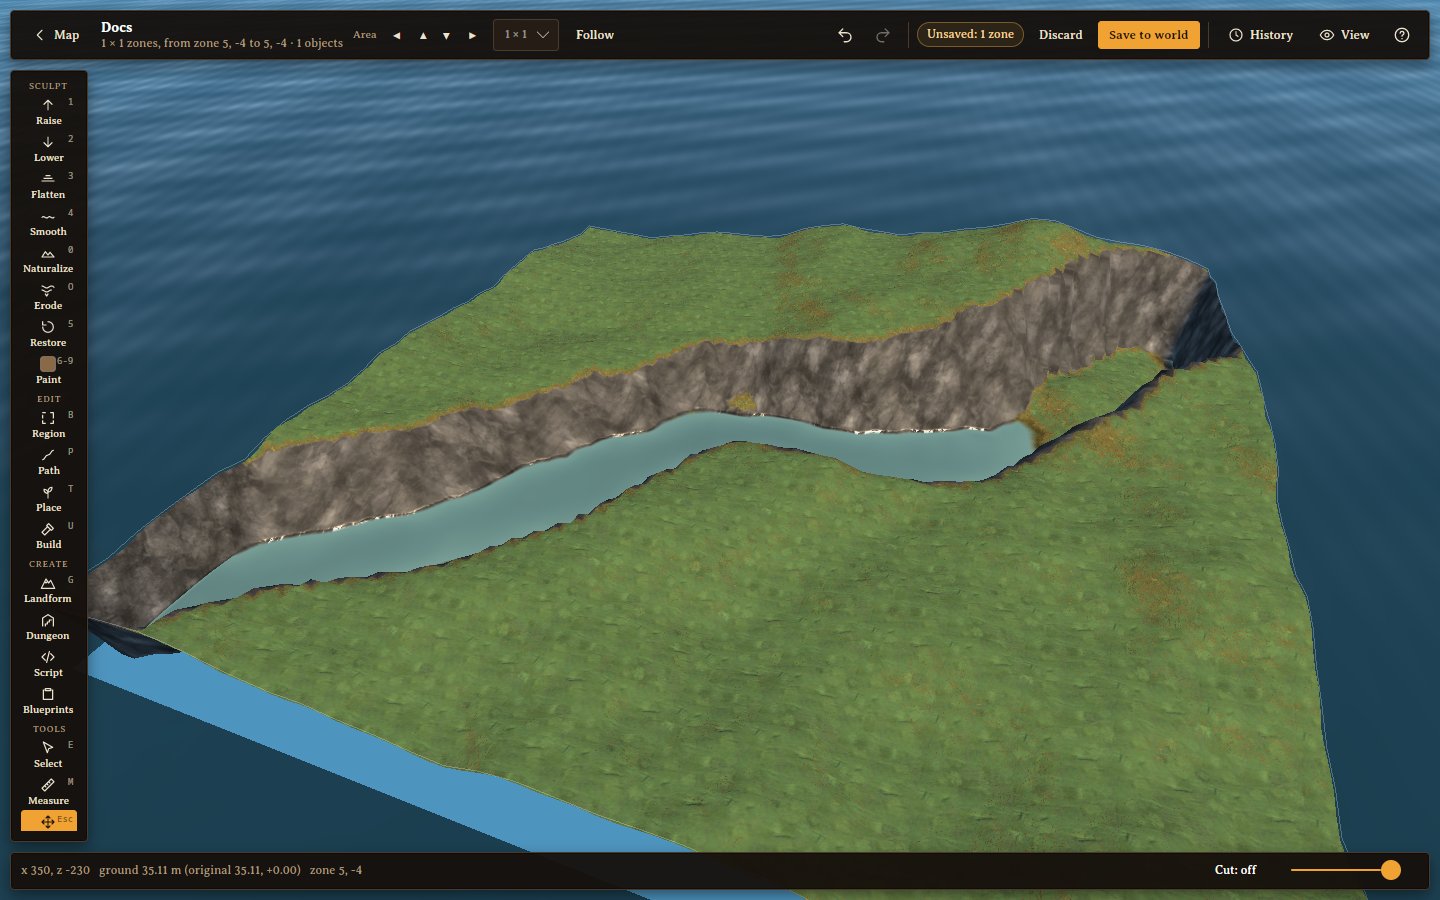 Map
Docs
1 × 1 zones, from zone 5, -4 to 5, -4 · 1 objects
Area
1 × 1
Follow
Unsaved: 1 zone
Discard
Save to world
History
View
SCULPT
Raise 1
Lower 2
Flatten 3
Smooth 4
Naturalize 0
Erode O
Restore 5
Paint 6-9
EDIT
Region B
Path P
Place T
Build U
CREATE
Landform G
Dungeon
Script
Blueprints
TOOLS
Select E
Measure M
Esc
x 350, z -230 ground 35.11 m (original 35.11, +0.00) zone 5, -4
Cut: off